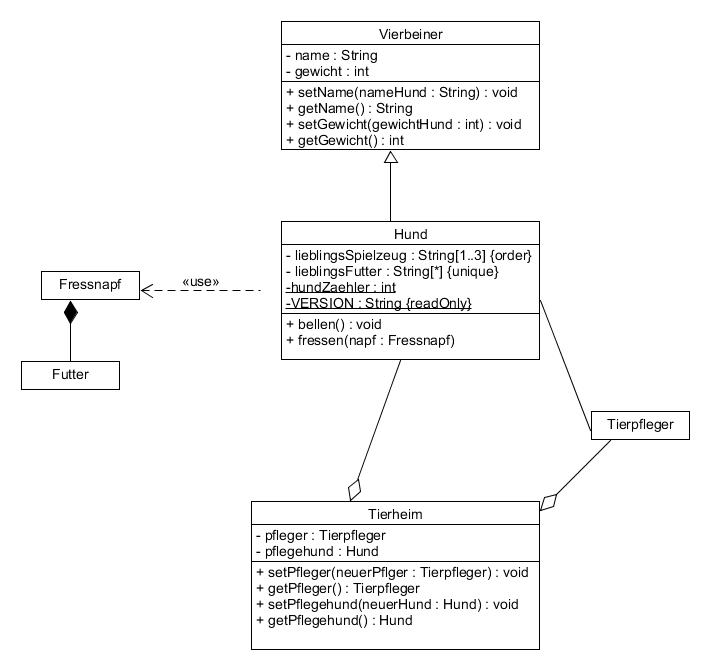 Vierbeiner
- name : String
- gewicht : int
+ setName(nameHund : String) : void
+ getName() : String
+ setGewicht(gewichtHund : int) : void
+ getGewicht() : int
Hund
- lieblingsSpielzeug : String[1..3] {order}
- lieblingsFutter : String[*] {unique}
-hundZaehler : int
-VERSION : String {readOnly}
+ bellen() : void
+ fressen(napf : Fressnapf)
«use»
Fressnapf
Futter
Tierpfleger
Tierheim
- pfleger : Tierpfleger
- pflegehund : Hund
+ setPfleger(neuerPflger : Tierpfleger) : void
+ getPfleger() : Tierpfleger
+ setPflegehund(neuerHund : Hund) : void
+ getPflegehund() : Hund